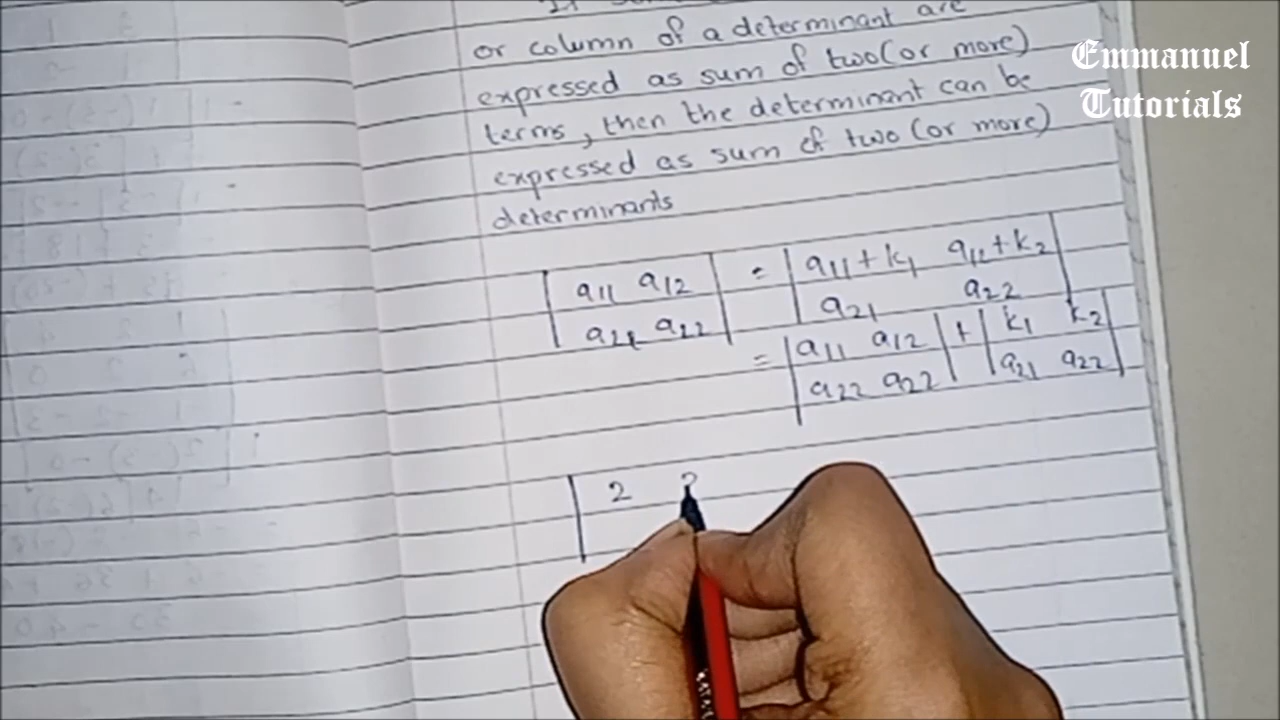 or column of a determinant are
expressed as sum of two (or more)
terms, then the determinant can be
expressed as sum of two (or more)
determinants
| a11 a12 | = | a11 + k1 a12 + k2 |
| a21 a22 | | a21 a22 |
= | a11 a12 | + | k1 k2 |
| a22 a22 | | a21 a22 |
| 2
Emmanuel
Tutorials